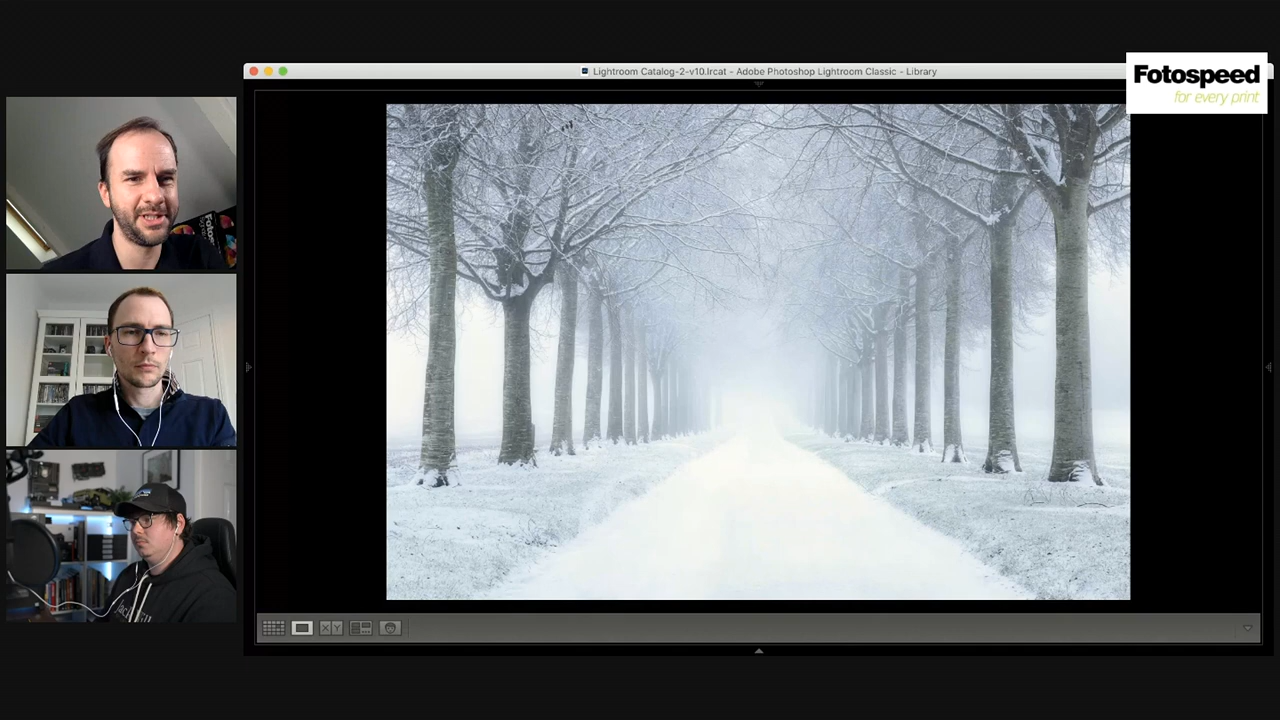 Lightroom Catalog-2-v10.lrcat - Adobe Photoshop Lightroom Classic - Library
Fotospeed
for every print
X Y